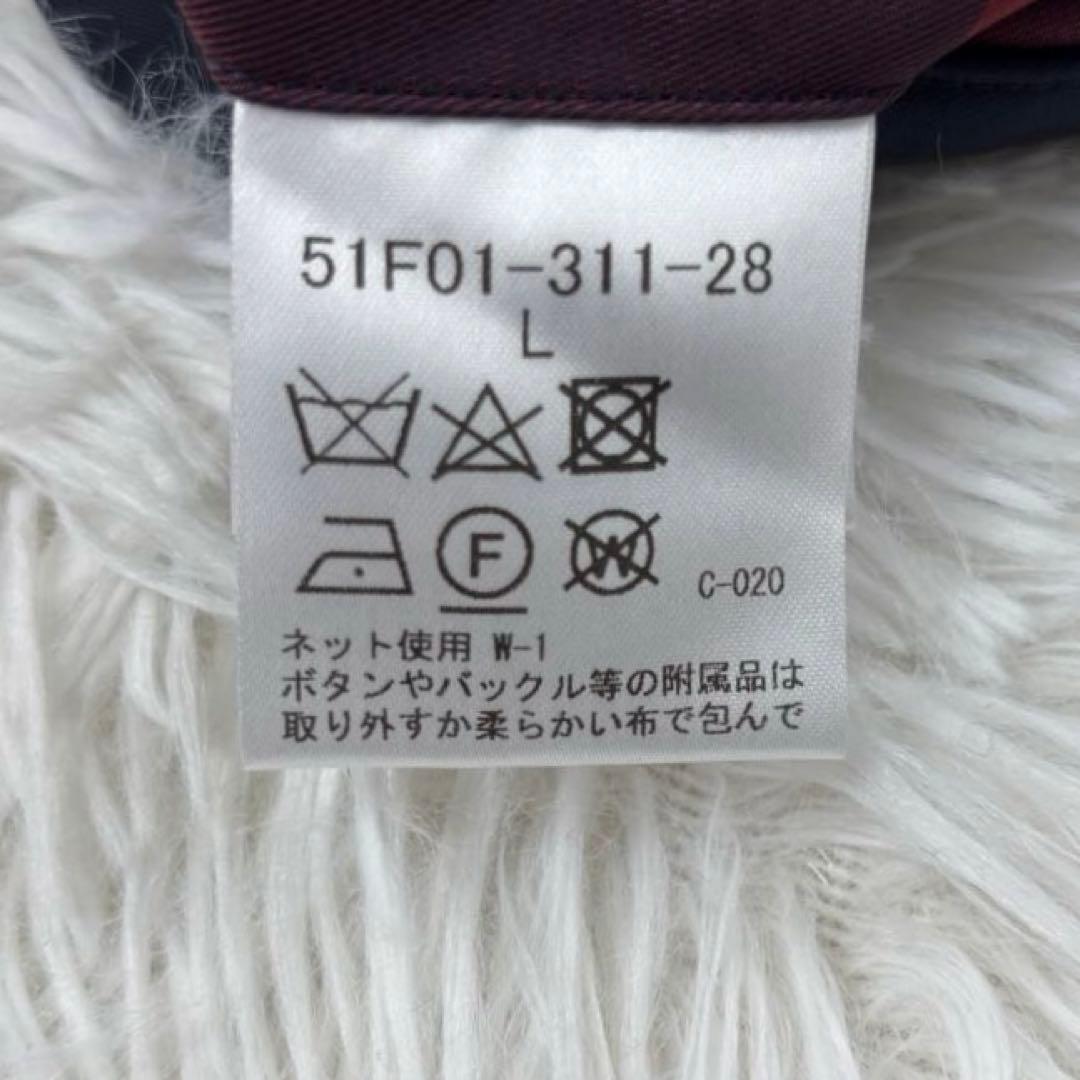 51F01-311-28
L
F W C-020
ネット使用 W-1
ボタンやバックル等の附属品は
取り外すか柔らかい布で包んで